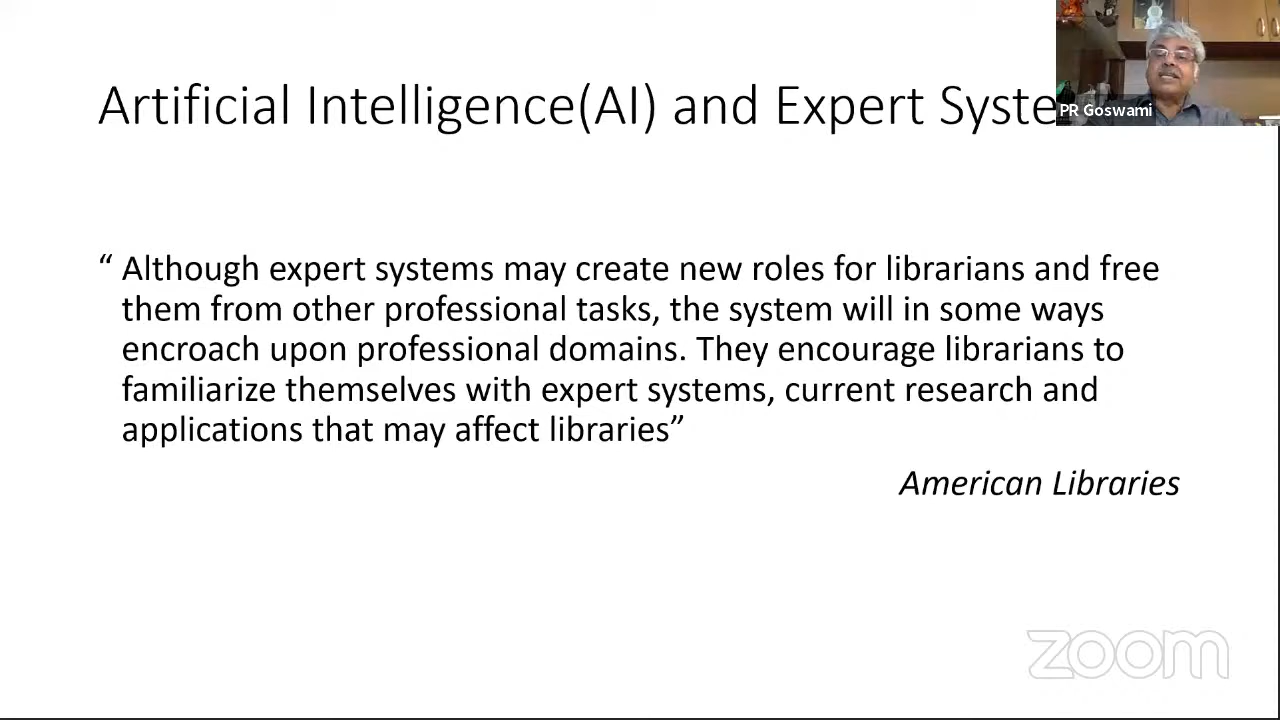 Artificial Intelligence(AI) and Expert Syste
PR Goswami
“ Although expert systems may create new roles for librarians and free
them from other professional tasks, the system will in some ways
encroach upon professional domains. They encourage librarians to
familiarize themselves with expert systems, current research and
applications that may affect libraries”
American Libraries
zoom